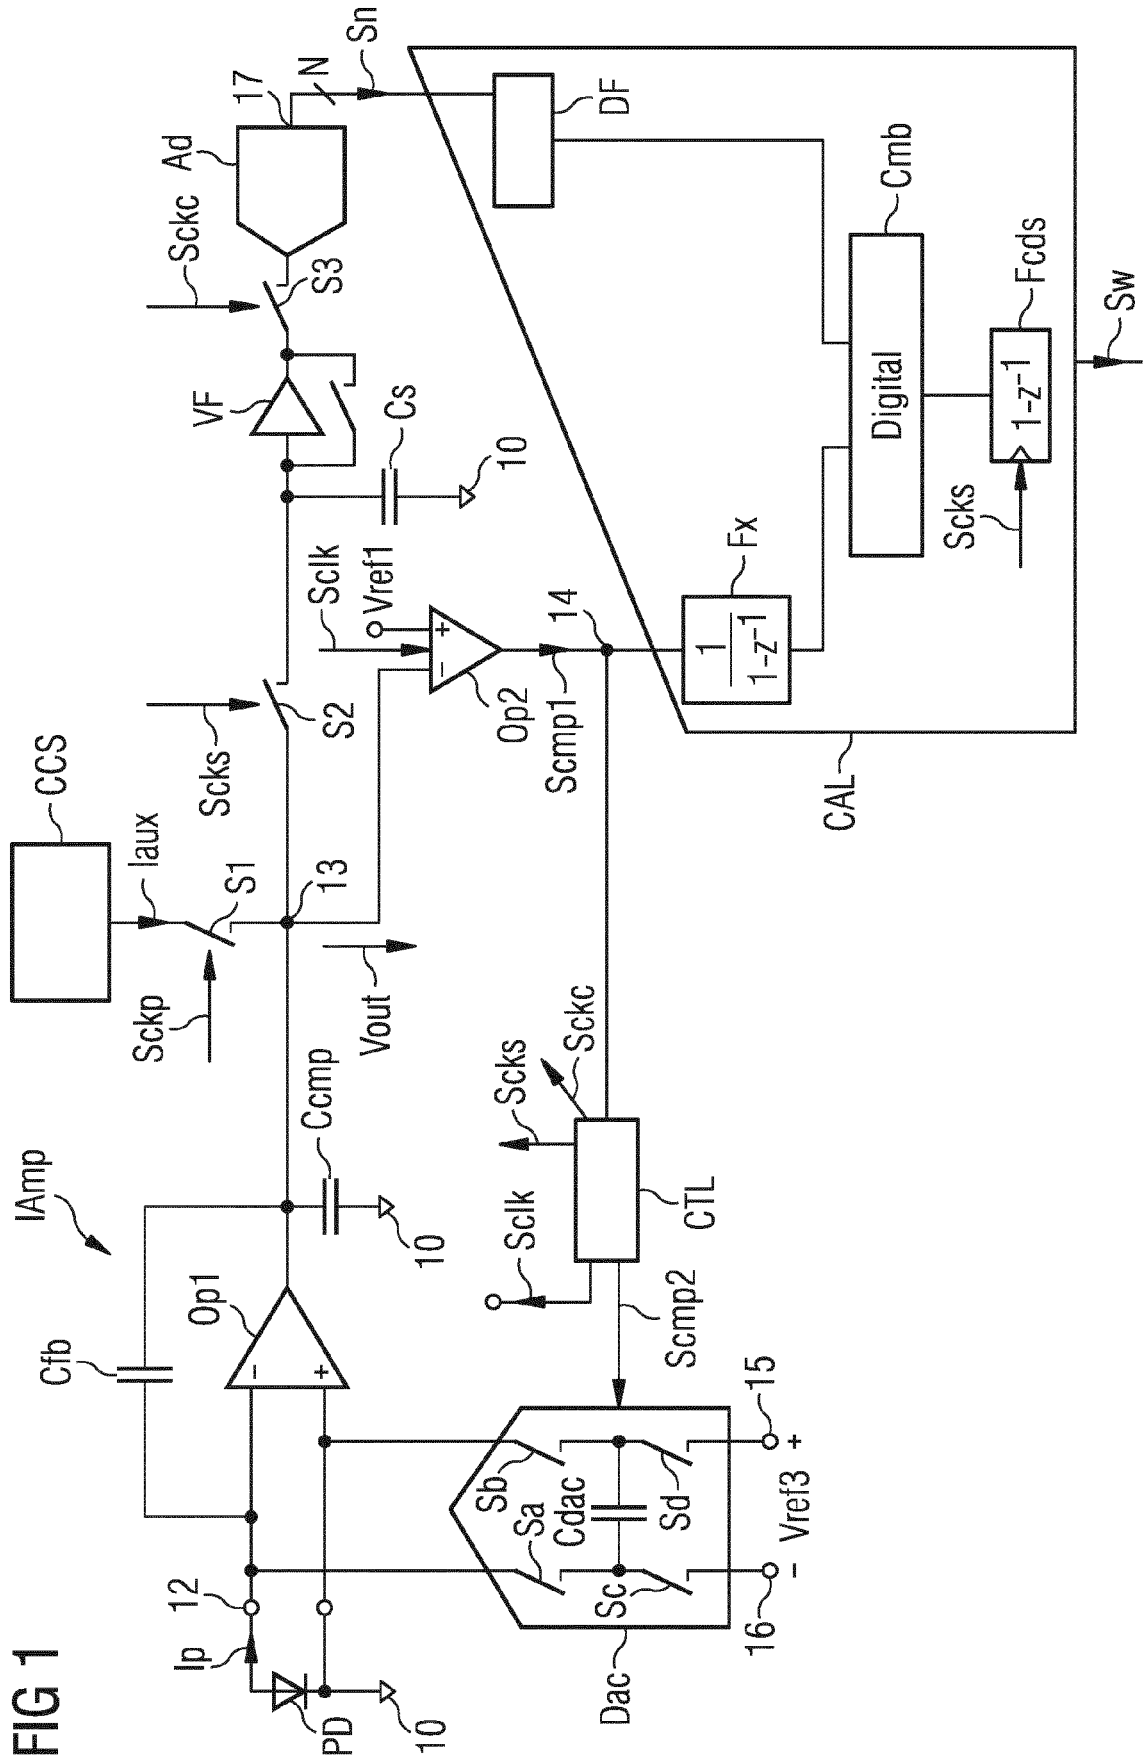 FIG 1
IAmp
Cfb
Op1
−
+
Ip
12
PD
10
Ccmp
10
CCS
Iaux
S1
Sckp
13
Vout
Scks
S2
VF
Cs
10
Sckc
S3
Ad
17
N
Sn
Vref1
Sclk
+
−
Op2
Scmp1
14
Sclk
Scks
Sckc
CTL
Scmp2
Dac
Sa
Sb
Cdac
Sc
Sd
16
−
Vref3
+
15
DF
Fx
1
1-z-1
Digital
Cmb
Scks
1-z-1
Fcds
CAL
Sw